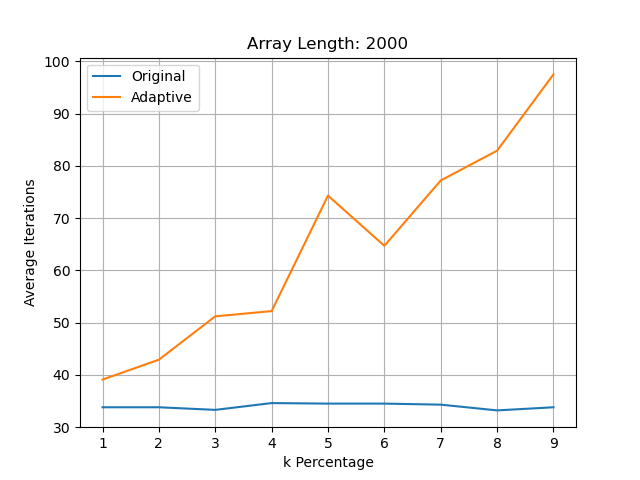 Array Length: 2000
Original
Adaptive
100
90
80
70
60
50
40
30
Average Iterations
1 2 3 4 5 6 7 8 9
k Percentage